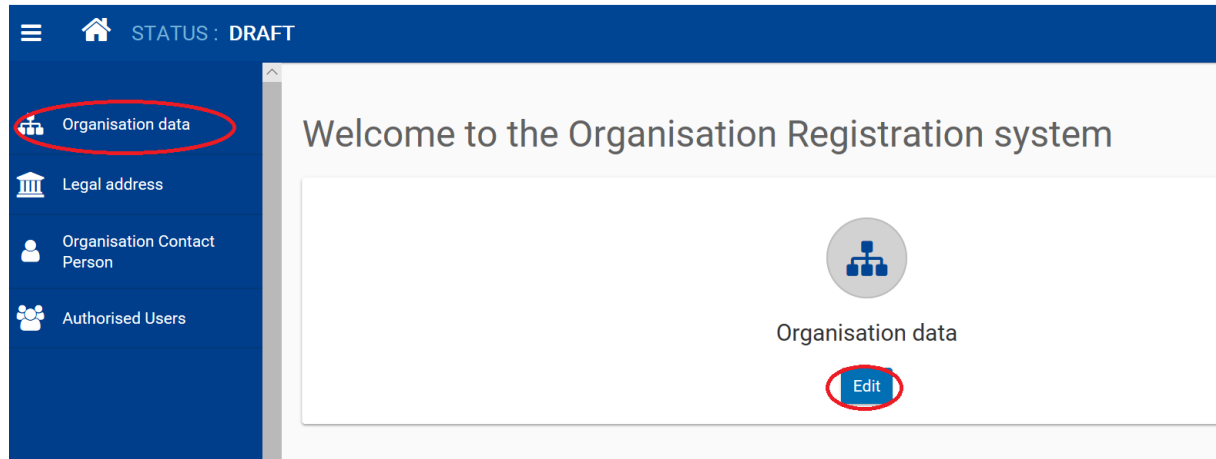 STATUS : DRAFT
Organisation data
Legal address
Organisation Contact
Person
Authorised Users
Welcome to the Organisation Registration system
Organisation data
Edit